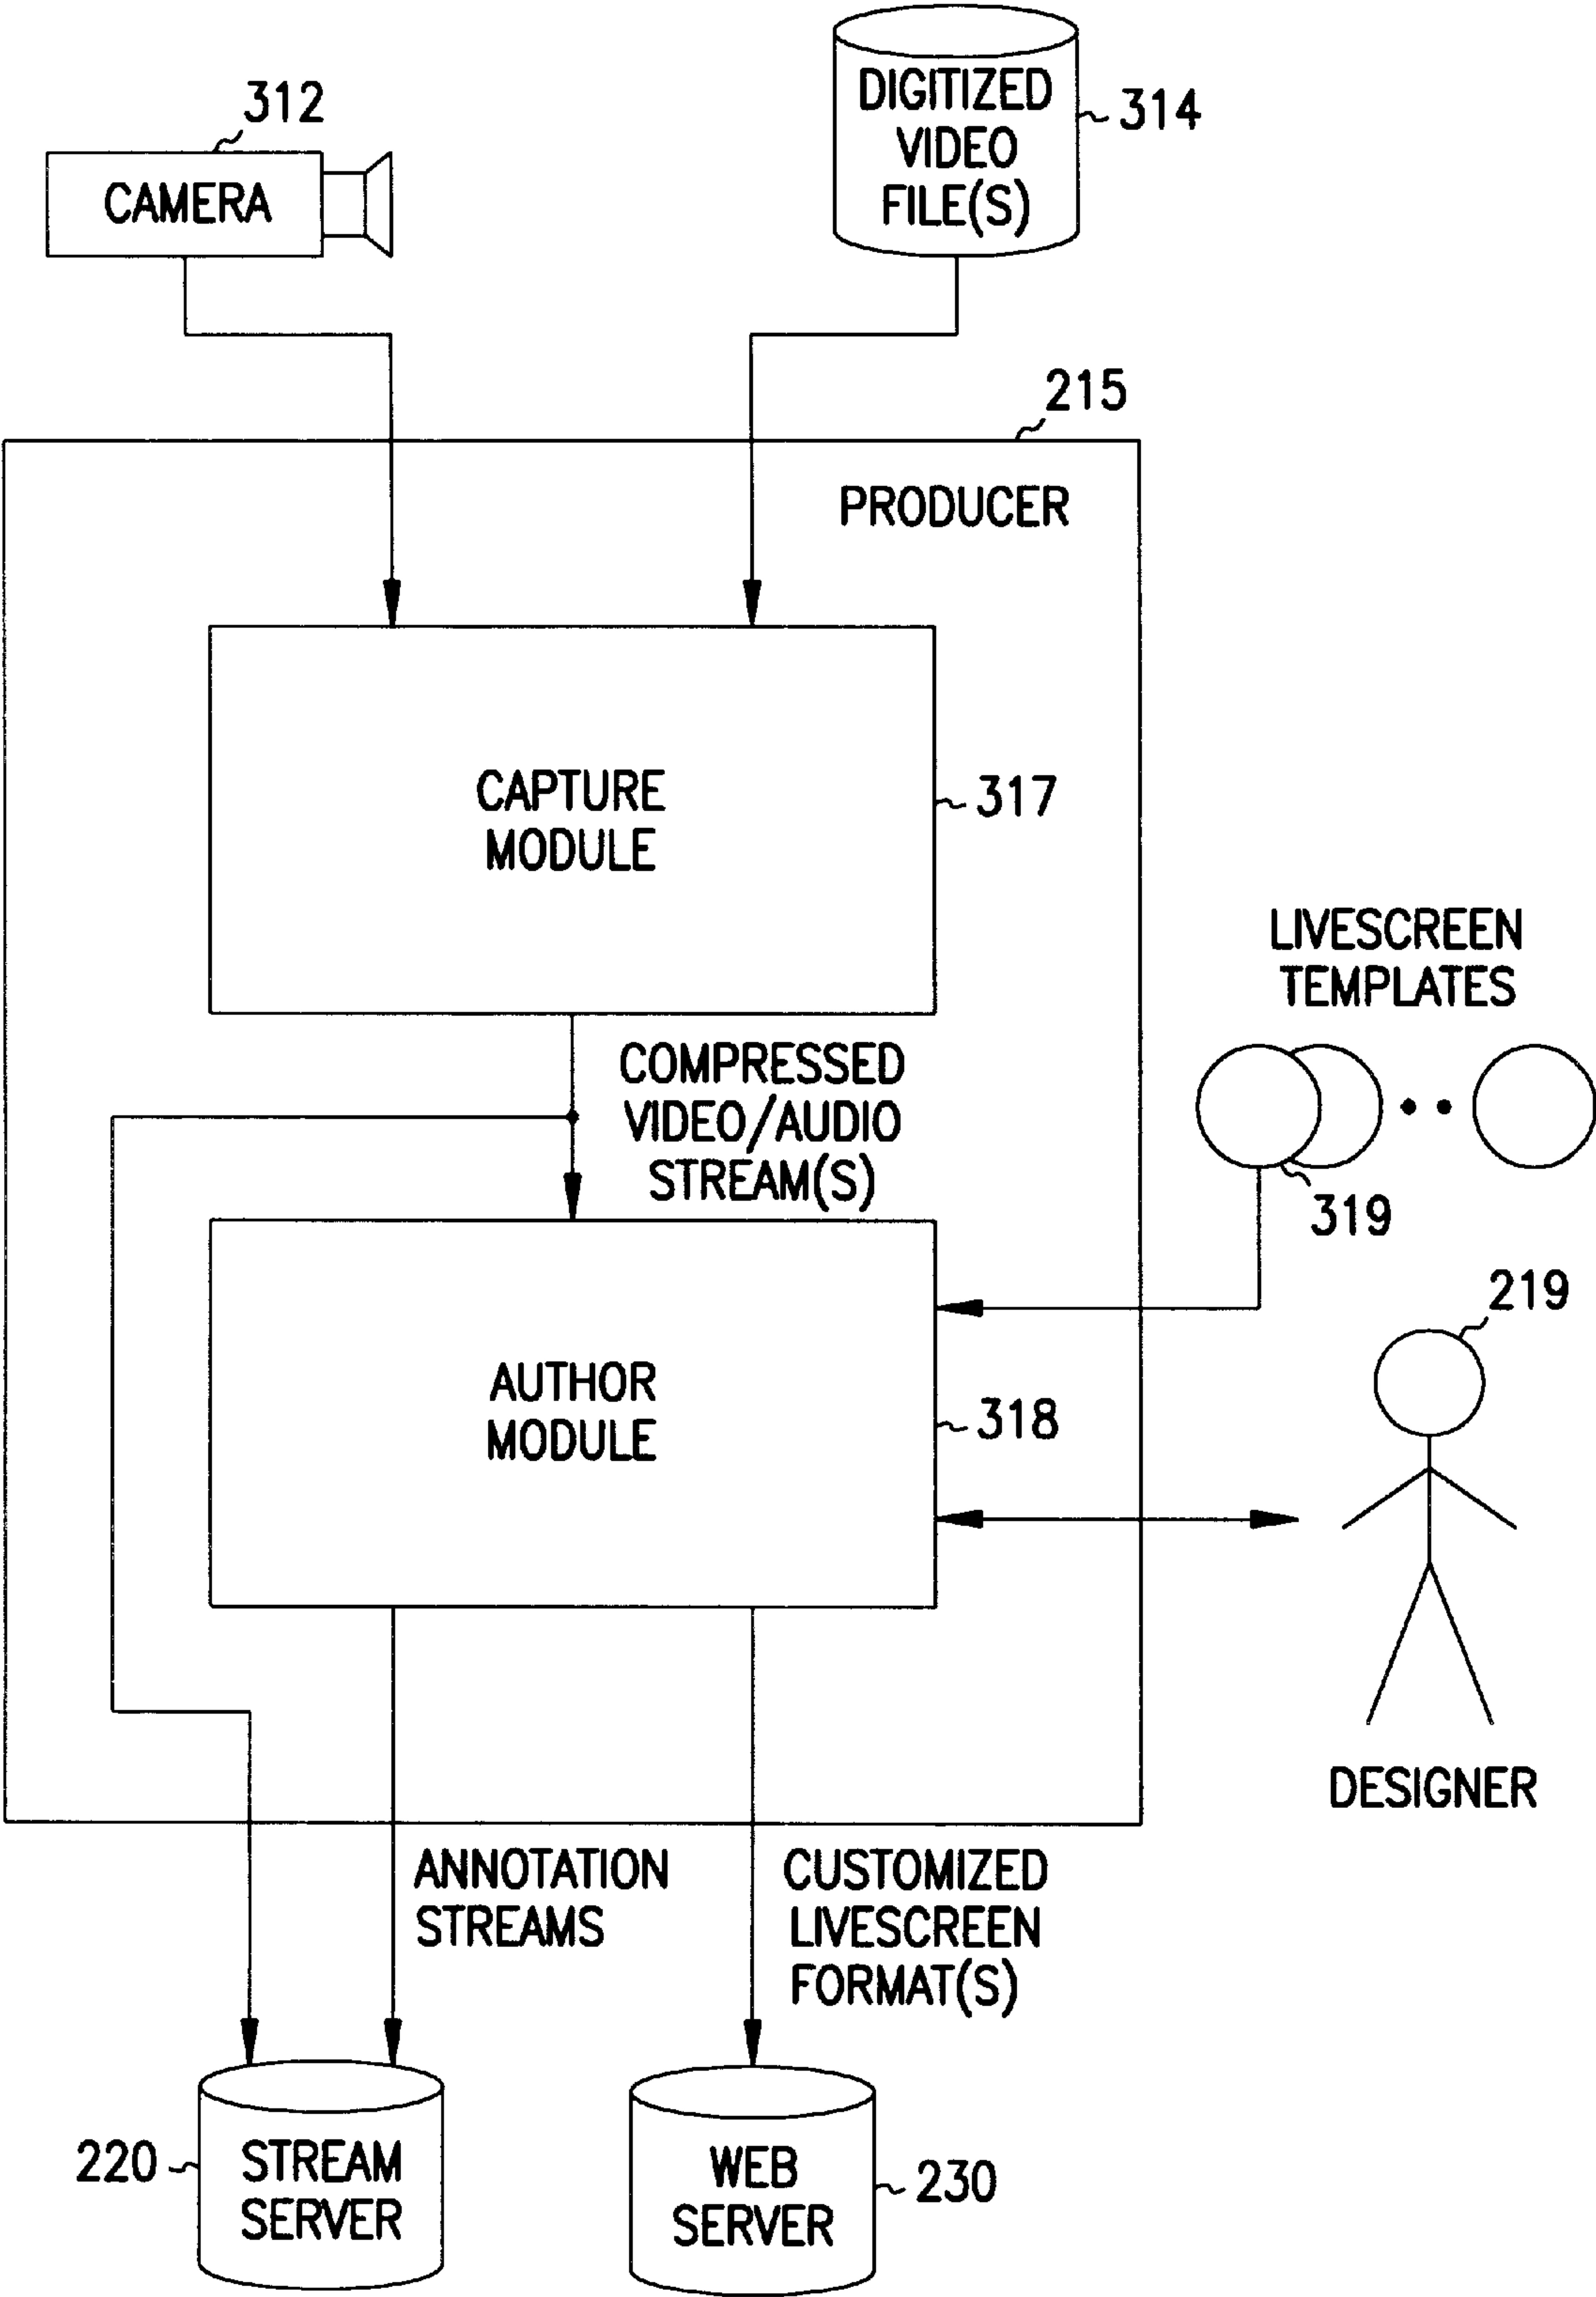 312
CAMERA
DIGITIZED
VIDEO
FILE(S)
314
215
PRODUCER
CAPTURE
MODULE
317
COMPRESSED
VIDEO/AUDIO
STREAM(S)
LIVESCREEN
TEMPLATES
319
AUTHOR
MODULE
318
219
DESIGNER
ANNOTATION
STREAMS
CUSTOMIZED
LIVESCREEN
FORMAT(S)
220
STREAM
SERVER
WEB
SERVER
230